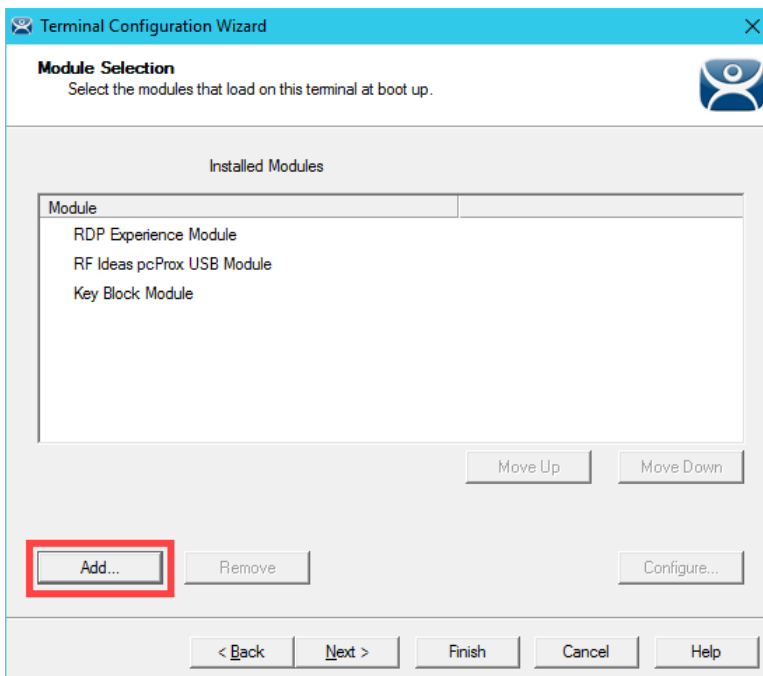 Terminal Configuration Wizard
Module Selection
Select the modules that load on this terminal at boot up.
Installed Modules
Module
RDP Experience Module
RF Ideas pcProx USB Module
Key Block Module
Move Up Move Down
Add... Remove Configure...
< Back Next > Finish Cancel Help